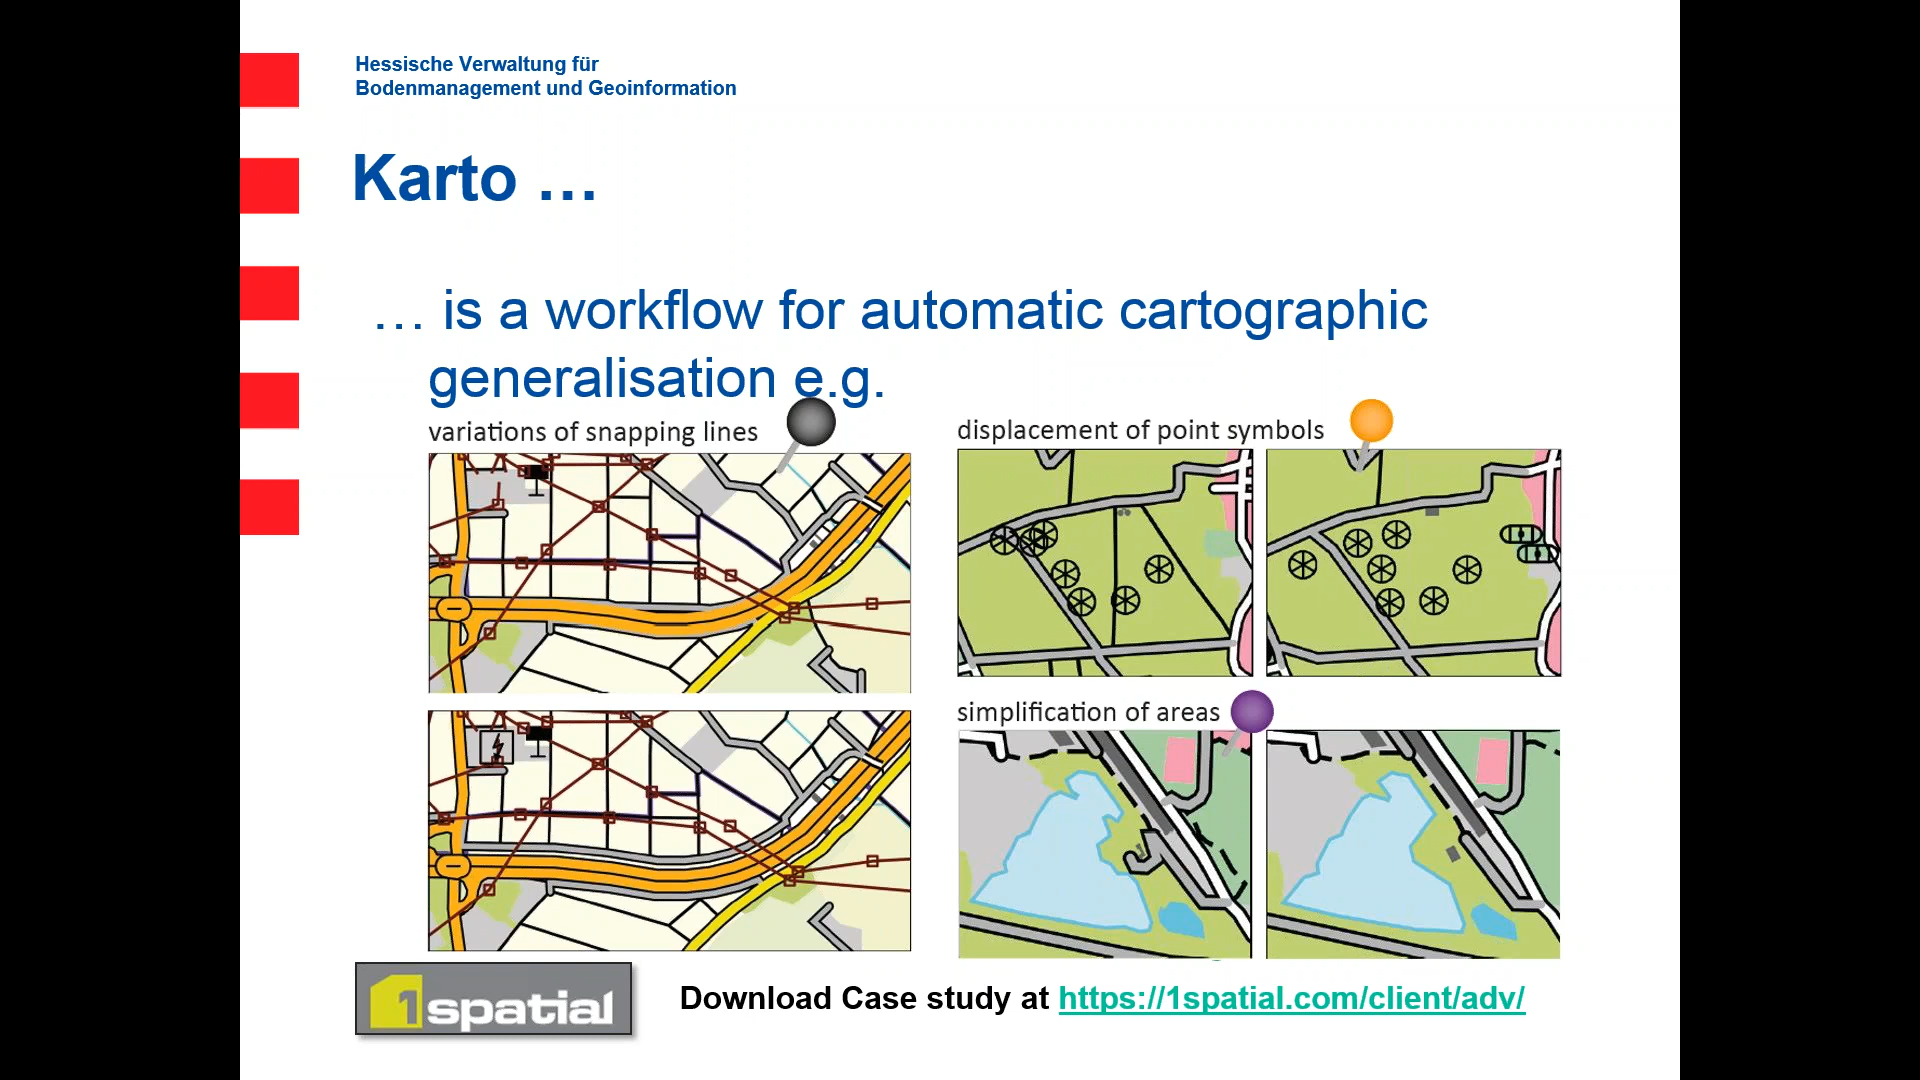 Hessische Verwaltung für
Bodenmanagement und Geoinformation
Karto …
… is a workflow for automatic cartographic
generalisation e.g.
variations of snapping lines
displacement of point symbols
simplification of areas
1spatial
Download Case study at https://1spatial.com/client/adv/